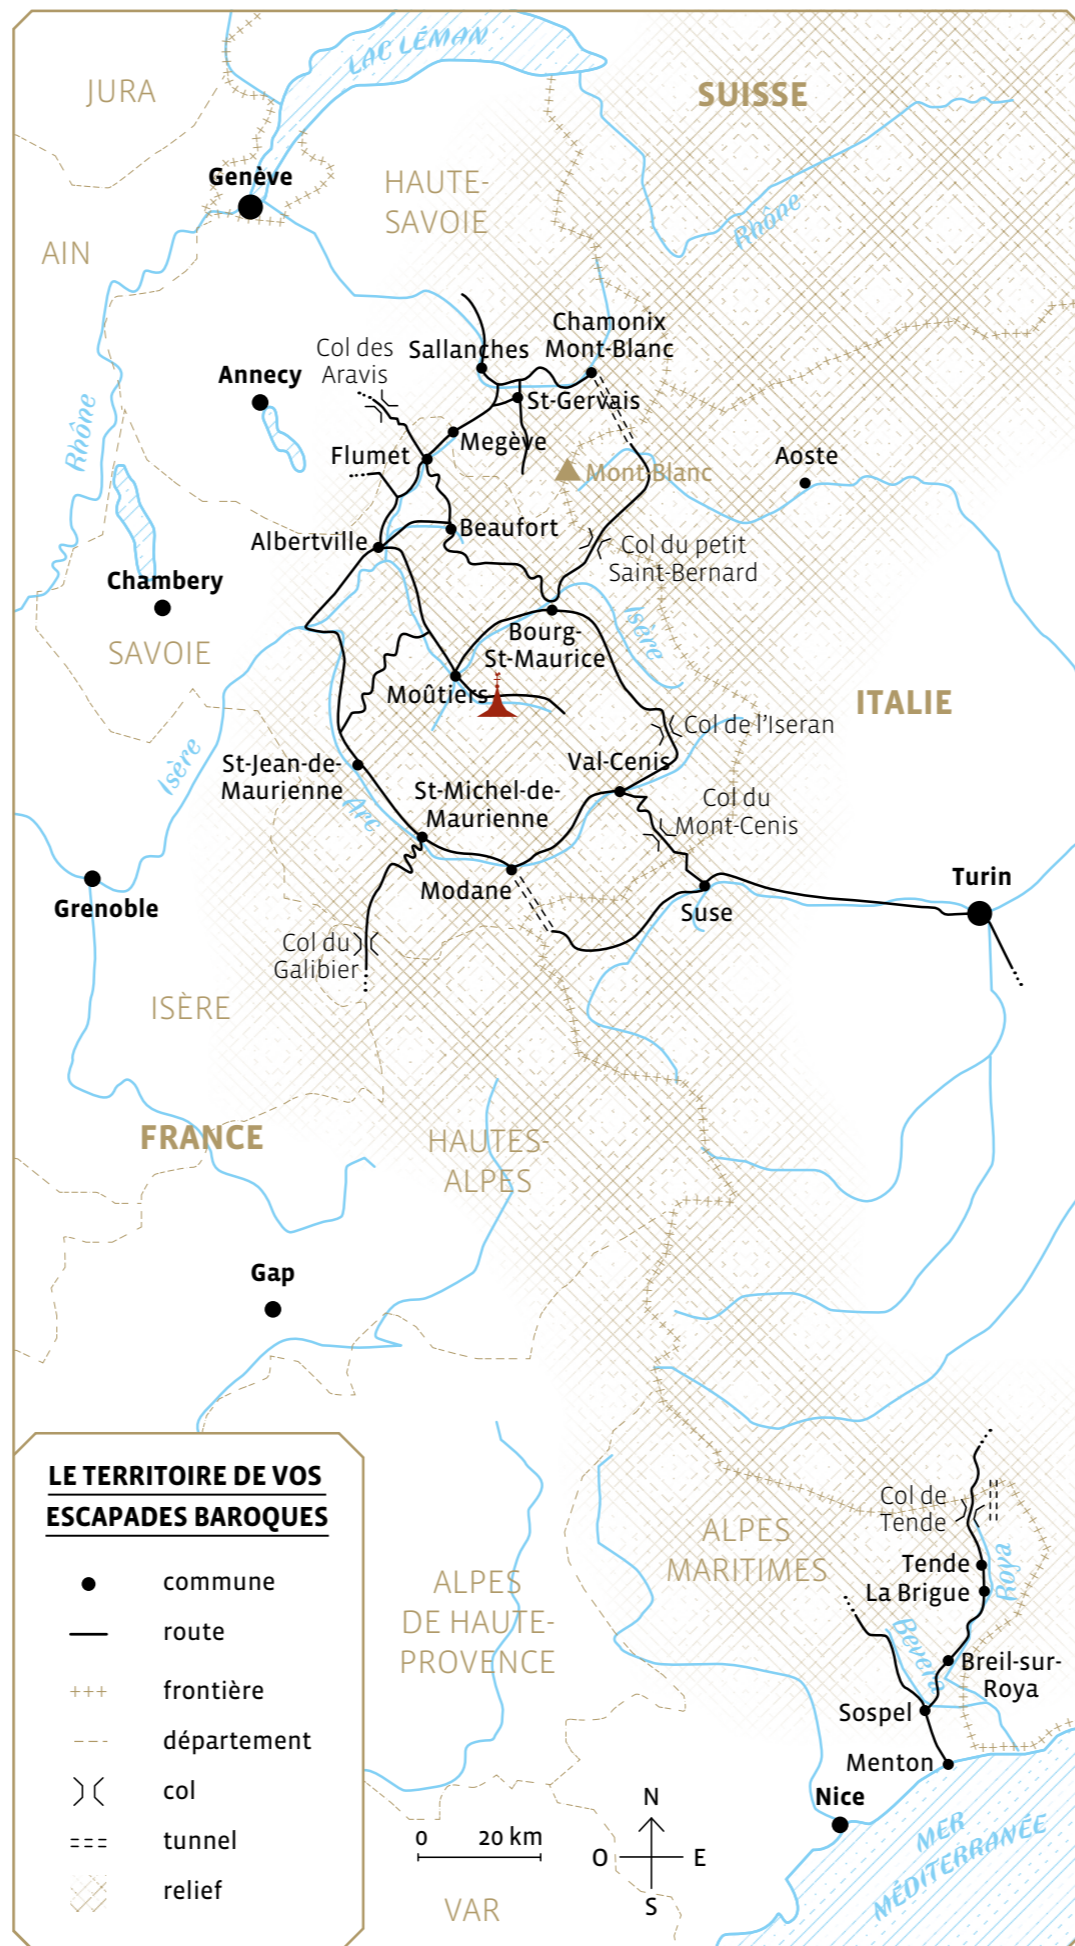 LAC LÉMAN
JURA
SUISSE
Genève
HAUTE-
SAVOIE
Rhône
AIN
Chamonix
Mont-Blanc
Col des
Aravis
Sallanches
Annecy
St-Gervais
Rhône
Megève
Flumet
Mont-Blanc
Aoste
Beaufort
Albertville
Col du petit
Saint-Bernard
Chambery
Isère
Bourg-
St-Maurice
SAVOIE
Moûtiers
ITALIE
Col de l'Iseran
Isère
Val-Cenis
St-Jean-de-
Maurienne
Arc
St-Michel-de-
Maurienne
Col du
Mont-Cenis
Modane
Turin
Grenoble
Suse
Col du
Galibier
ISÈRE
FRANCE
HAUTES-
ALPES
Gap
LE TERRITOIRE DE VOS
ESCAPADES BAROQUES
commune
route
frontière
département
col
tunnel
relief
Col de
Tende
ALPES
MARITIMES
Tende
Roya
La Brigue
ALPES
DE HAUTE-
PROVENCE
Bevera
Breil-sur-
Roya
Sospel
Menton
Nice
N
0 20 km
O E
S
MER
MÉDITERRANÉE
VAR